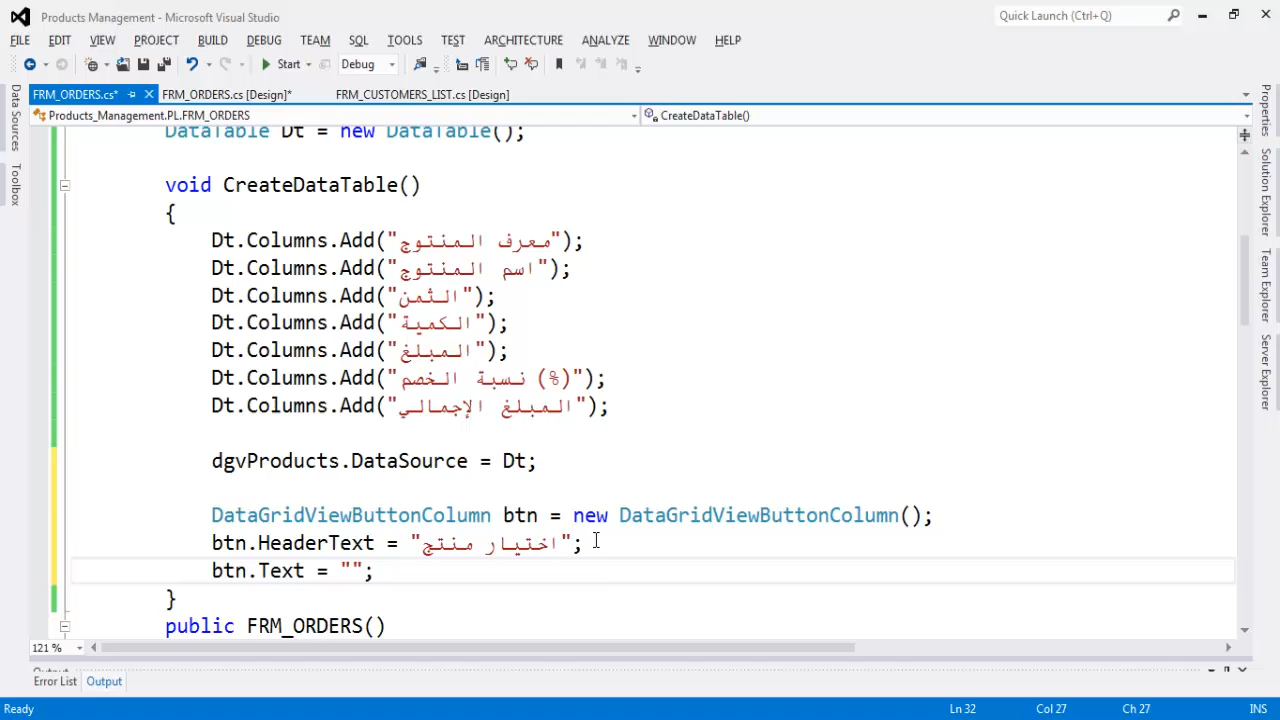 Products Management - Microsoft Visual Studio
Quick Launch (Ctrl+Q)
FILE EDIT VIEW PROJECT BUILD DEBUG TEAM SQL TOOLS TEST ARCHITECTURE ANALYZE WINDOW HELP
Start Debug
FRM_ORDERS.cs* FRM_ORDERS.cs [Design]* FRM_CUSTOMERS_LIST.cs [Design]
Products_Management.PL.FRM_ORDERS CreateDataTable()
Data Sources
Toolbox
Properties
Solution Explorer
Team Explorer
Server Explorer
DataTable Dt = new DataTable();
void CreateDataTable()
{
Dt.Columns.Add("معرف المنتوج");
Dt.Columns.Add("اسم المنتوج");
Dt.Columns.Add("الثمن");
Dt.Columns.Add("الكمية");
Dt.Columns.Add("المبلغ");
Dt.Columns.Add("نسبة الخصم (%)");
Dt.Columns.Add("المبلغ الإجمالي");
dgvProducts.DataSource = Dt;
DataGridViewButtonColumn btn = new DataGridViewButtonColumn();
btn.HeaderText = "اختيار منتج";
btn.Text = "";
}
public FRM_ORDERS()
121 %
Output
Error List Output
Ready Ln 32 Col 27 Ch 27 INS